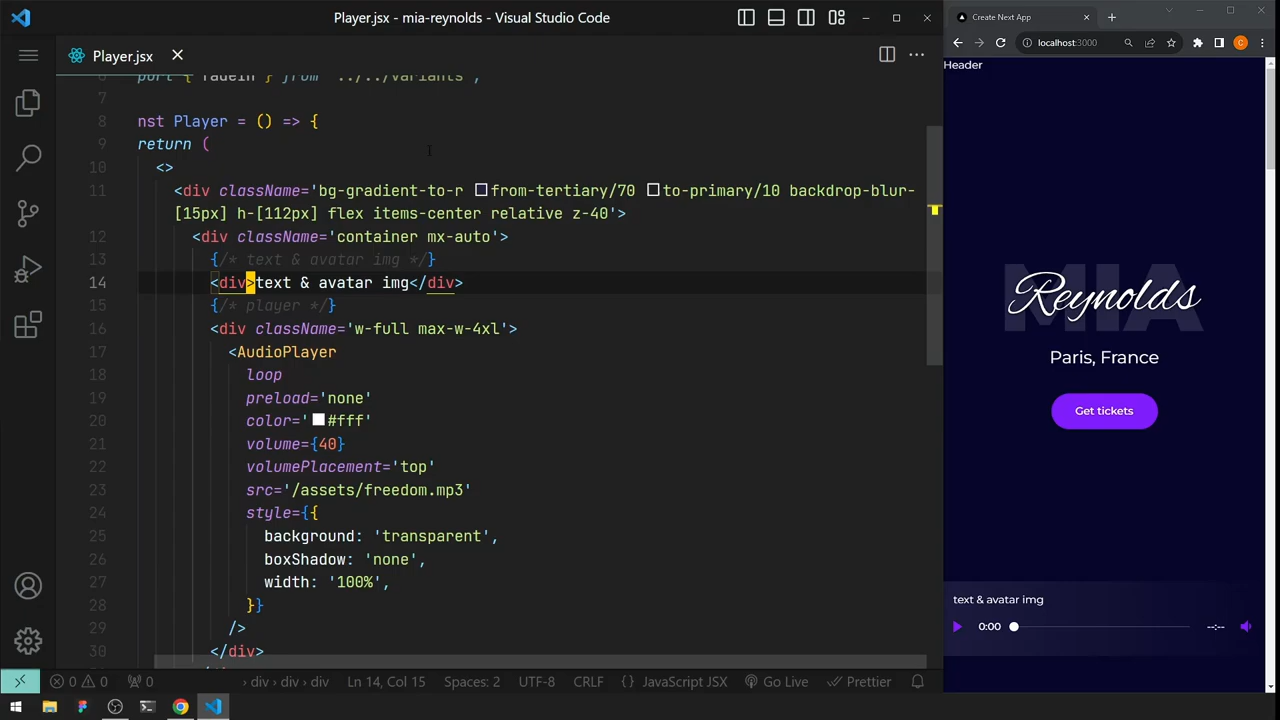 Player.jsx - mia-reynolds - Visual Studio Code
Player.jsx
6 port { fadeIn } from '../../variants';
7
8 nst Player = () => {
9 return (
10 <>
11 <div className='bg-gradient-to-r from-tertiary/70 to-primary/10 backdrop-blur-
[15px] h-[112px] flex items-center relative z-40'>
12 <div className='container mx-auto'>
13 {/* text & avatar img */}
14 <div>text & avatar img</div>
15 {/* player */}
16 <div className='w-full max-w-4xl'>
17 <AudioPlayer
18 loop
19 preload='none'
20 color='#fff'
21 volume={40}
22 volumePlacement='top'
23 src='/assets/freedom.mp3'
24 style={{
25 background: 'transparent',
26 boxShadow: 'none',
27 width: '100%',
28 }}
29 />
30 </div>
› div › div › div Ln 14, Col 15 Spaces: 2 UTF-8 CRLF {} JavaScript JSX Go Live Prettier
0 0 0
Create Next App
localhost:3000
C
Header
MIA
Reynolds
Paris, France
Get tickets
text & avatar img
0:00 --:--